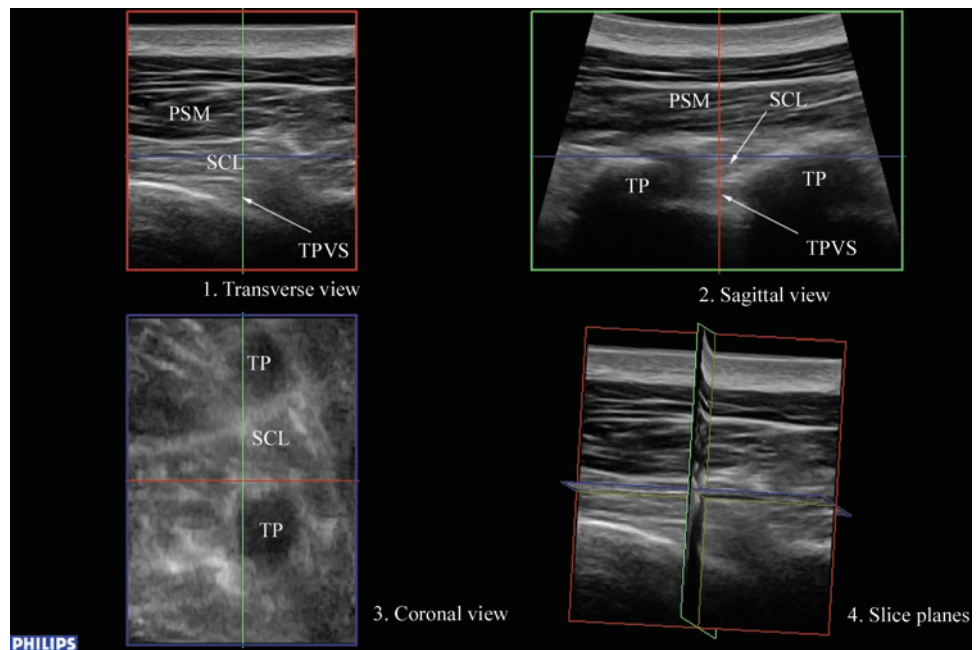 PSM
SCL
TPVS
1. Transverse view
PSM
SCL
TP
TP
TPVS
2. Sagittal view
TP
SCL
TP
3. Coronal view
4. Slice planes
PHILIPS